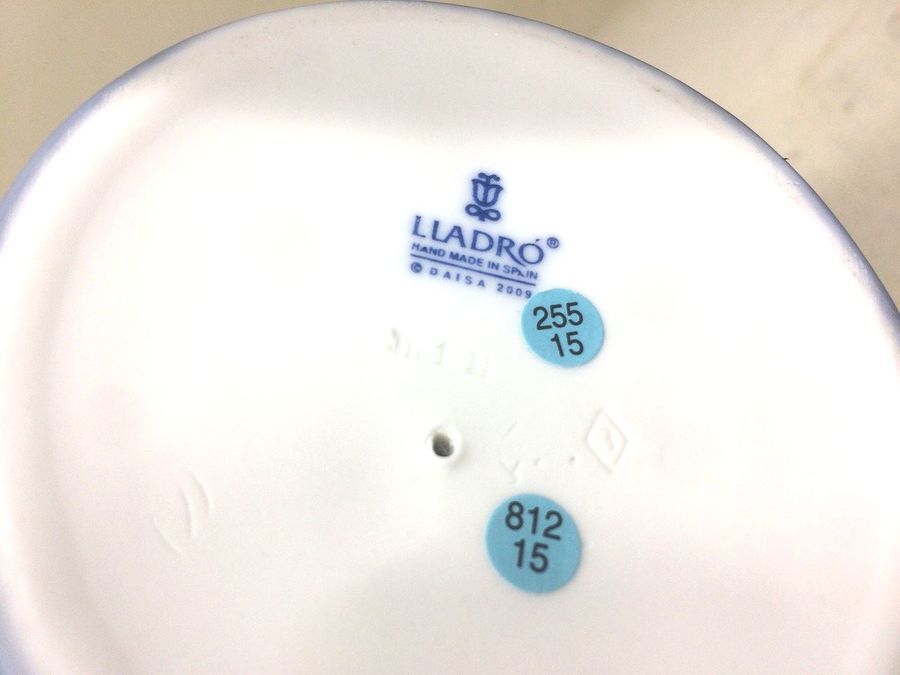 LLADRÓ®
HAND MADE IN SPAIN
© DAISA 2009
255
15
812
15